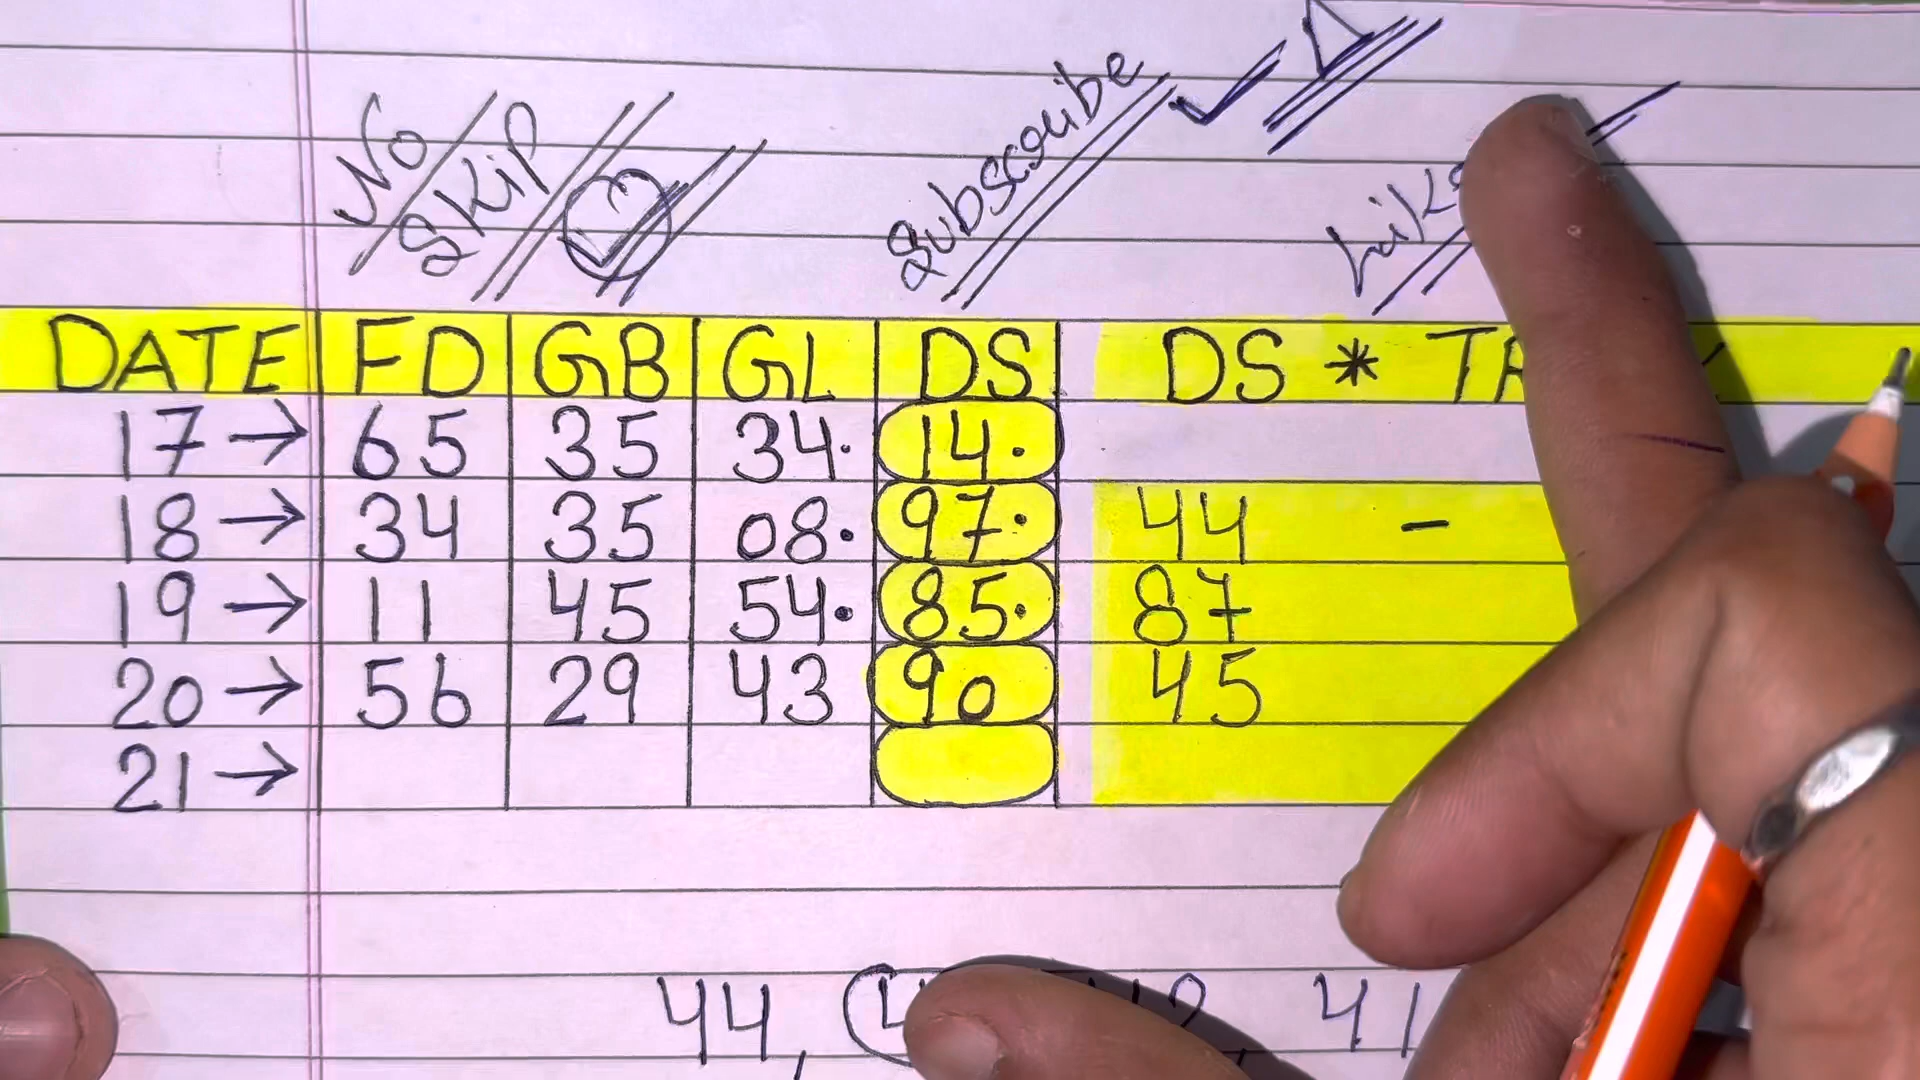 No
SKIP
Subscribe
DATE FD GB GL DS DS *
17 → 65 35 34. 14.
18 → 34 35 08. 97. 44 -
19 → 11 45 54. 85. 87
20 → 56 29 43 90 45
21 →
44, 41